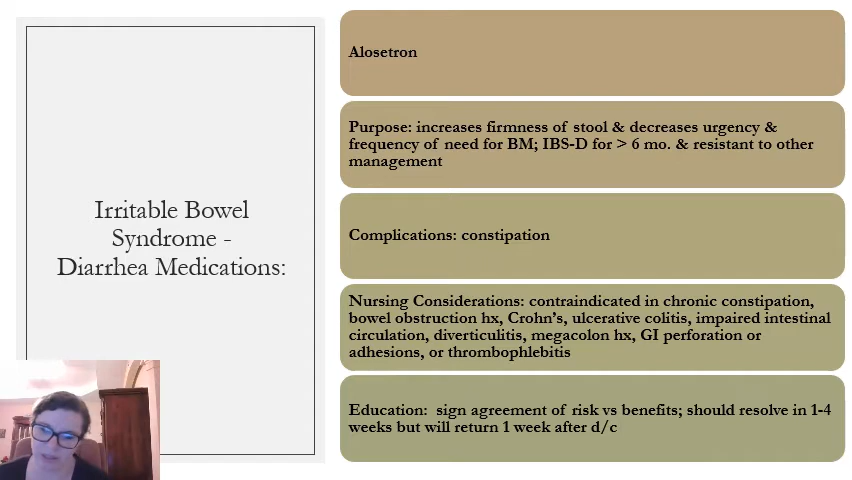 Irritable Bowel
Syndrome -
Diarrhea Medications:
Alosetron
Purpose: increases firmness of stool & decreases urgency &
frequency of need for BM; IBS-D for > 6 mo. & resistant to other
management
Complications: constipation
Nursing Considerations: contraindicated in chronic constipation,
bowel obstruction hx, Crohn's, ulcerative colitis, impaired intestinal
circulation, diverticulitis, megacolon hx, GI perforation or
adhesions, or thrombophlebitis
Education:  sign agreement of risk vs benefits; should resolve in 1-4
weeks but will return 1 week after d/c